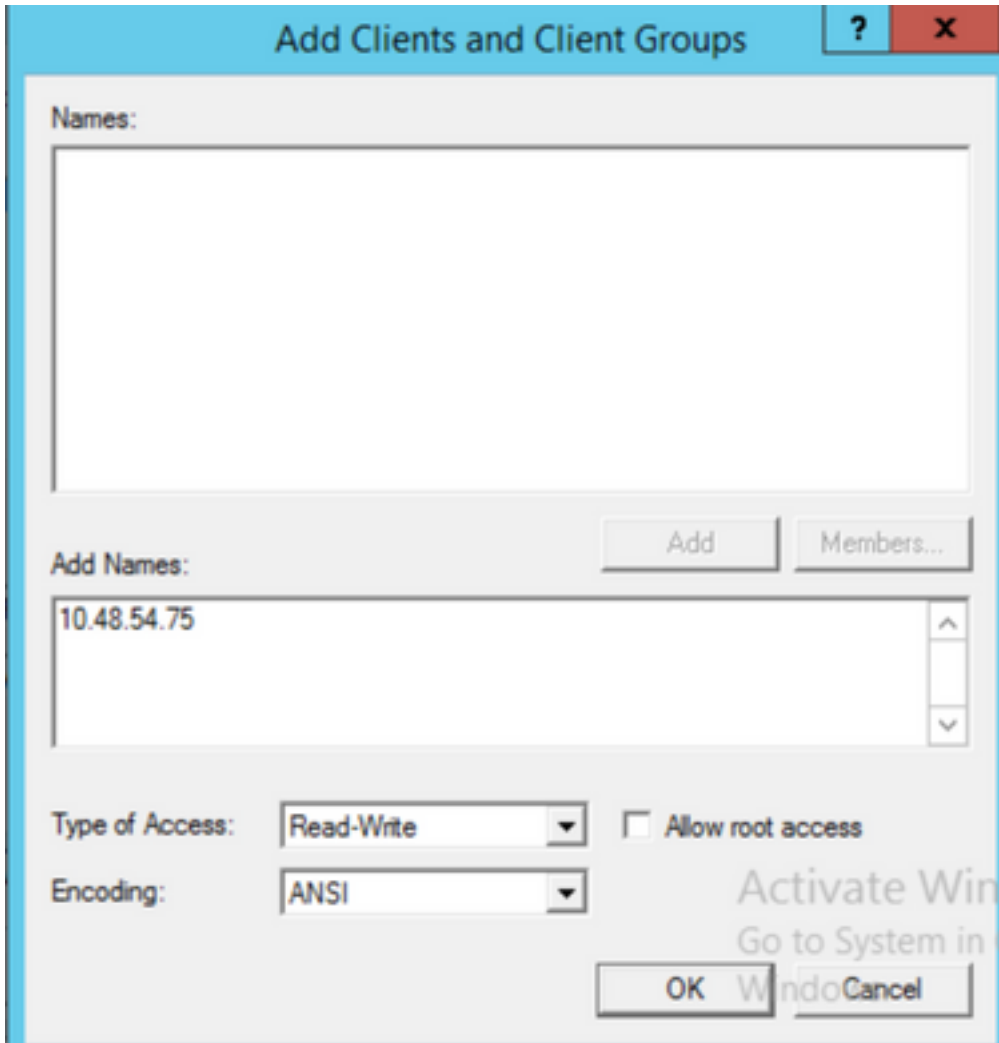 Add Clients and Client Groups
?
x
Names:
Add
Members...
Add Names:
10.48.54.75
Type of Access:
Read-Write
Allow root access
Encoding:
ANSI
Activate Win
Go to System in
OK
Cancel